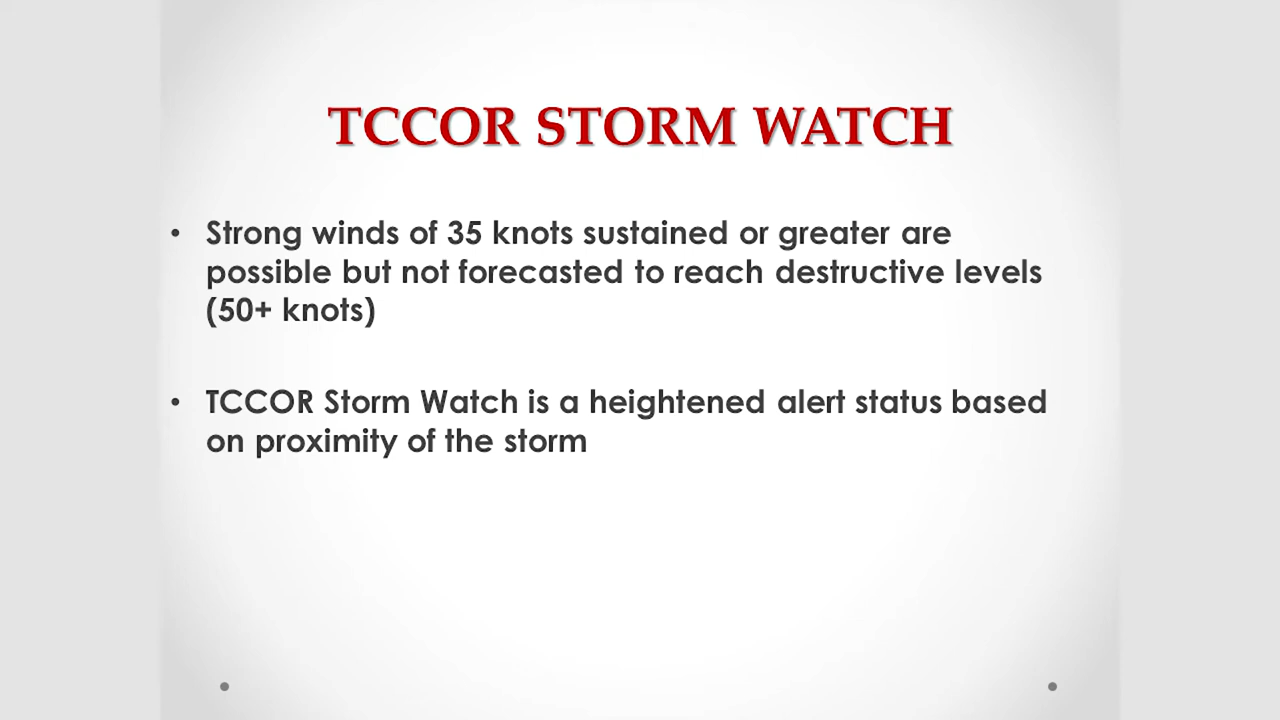 TCCOR STORM WATCH
• Strong winds of 35 knots sustained or greater are
possible but not forecasted to reach destructive levels
(50+ knots)
• TCCOR Storm Watch is a heightened alert status based
on proximity of the storm